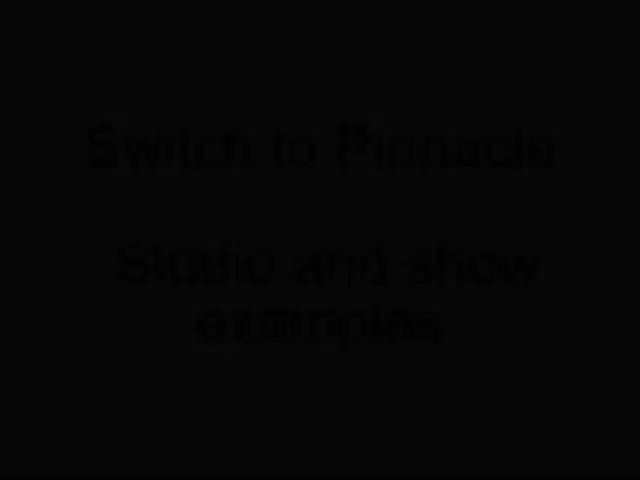 Switch to Pinnacle
Studio and show
examples